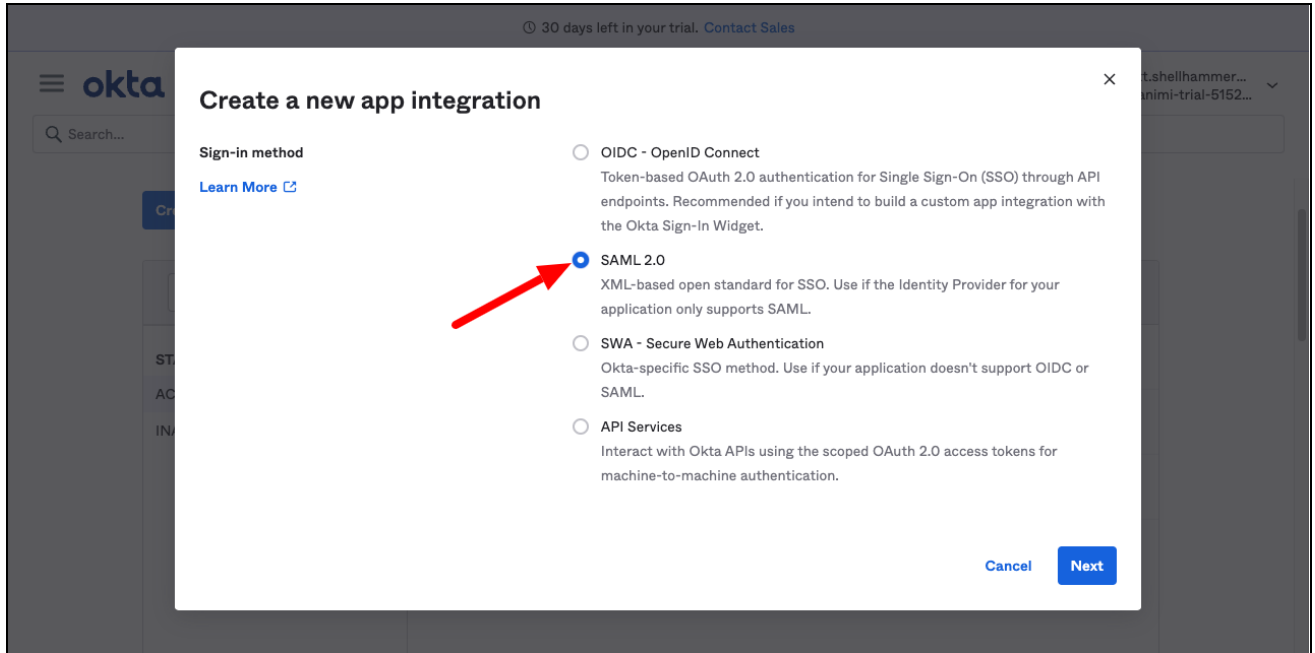 30 days left in your trial. Contact Sales
okta
t.shellhammer...
animi-trial-5152...
Search...
Create a new app integration
Sign-in method
Learn More
OIDC - OpenID Connect
Token-based OAuth 2.0 authentication for Single Sign-On (SSO) through API
endpoints. Recommended if you intend to build a custom app integration with
the Okta Sign-In Widget.
SAML 2.0
XML-based open standard for SSO. Use if the Identity Provider for your
application only supports SAML.
SWA - Secure Web Authentication
Okta-specific SSO method. Use if your application doesn't support OIDC or
SAML.
API Services
Interact with Okta APIs using the scoped OAuth 2.0 access tokens for
machine-to-machine authentication.
Cancel
Next